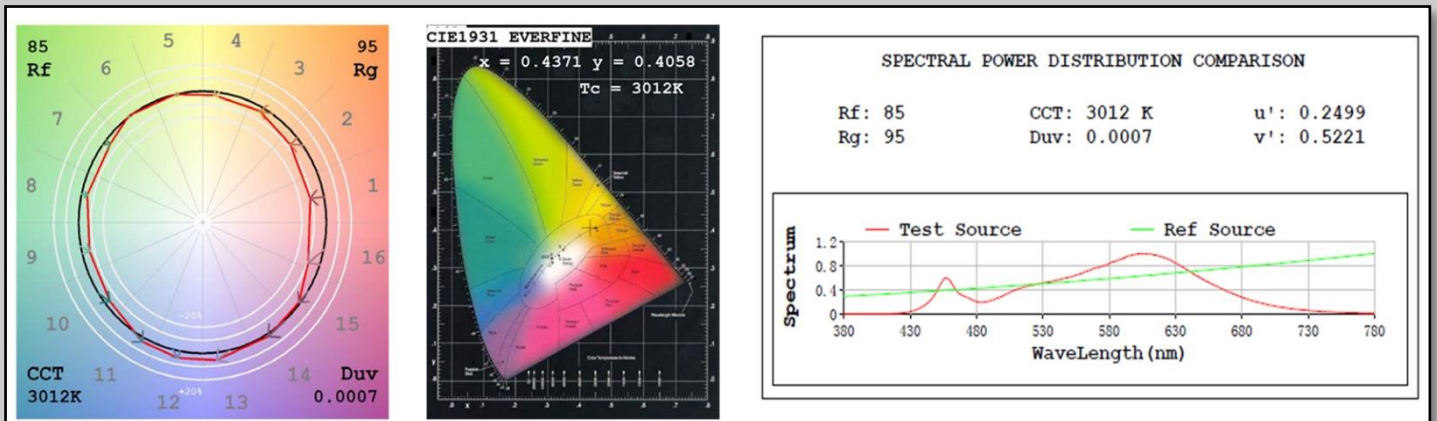 85
Rf
95
Rg
5
4
6
3
7
2
8
1
9
16
10
15
11
14
12
13
-20%
+20%
CCT
3012K
Duv
0.0007
CIE1931 EVERFINE
x = 0.4371 y = 0.4058
Tc = 3012K
SPECTRAL POWER DISTRIBUTION COMPARISON
Rf: 85 CCT: 3012 K u': 0.2499
Rg: 95 Duv: 0.0007 v': 0.5221
Test Source Ref Source
Spectrum
1.2
0.8
0.4
0
380 430 480 530 580 630 680 730 780
WaveLength(nm)